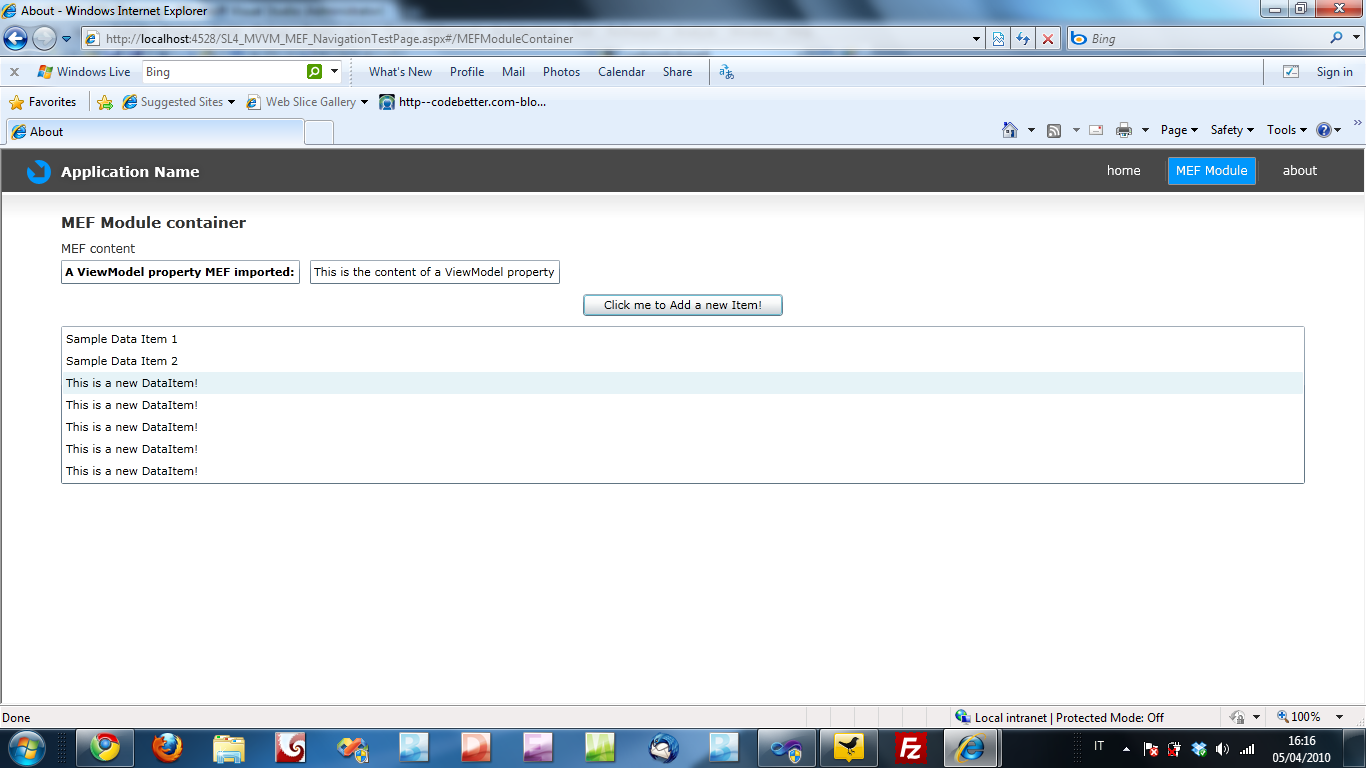 About - Windows Internet Explorer
http://localhost:4528/SL4_MVVM_MEF_NavigationTestPage.aspx#/MEFModuleContainer
Bing
Windows Live Bing What's New Profile Mail Photos Calendar Share Sign in
Favorites Suggested Sites Web Slice Gallery http--codebetter.com-blo...
About Page Safety Tools
Application Name home MEF Module about
MEF Module container
MEF content
A ViewModel property MEF imported: This is the content of a ViewModel property
Click me to Add a new Item!
Sample Data Item 1
Sample Data Item 2
This is a new DataItem!
This is a new DataItem!
This is a new DataItem!
This is a new DataItem!
This is a new DataItem!
Done Local intranet | Protected Mode: Off 100%
IT 16:16
05/04/2010